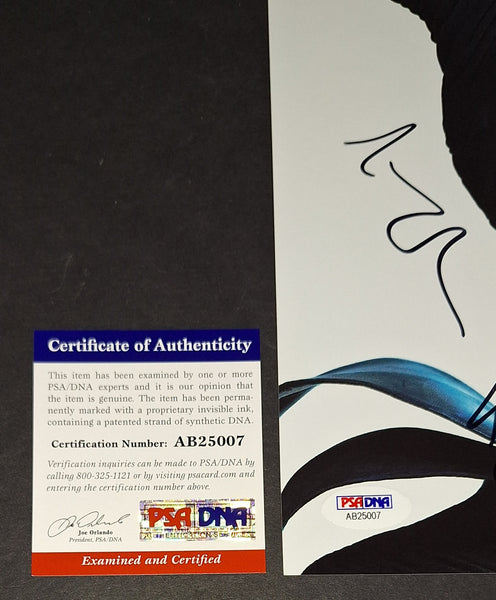 Certificate of Authenticity
This item has been examined by one or more
PSA/DNA experts and it is our opinion that
the item is genuine. The item has been perma-
nently marked with a proprietary invisible ink,
containing a patented strand of synthetic DNA.
Certification Number: AB25007
Verification inquiries can be made to PSA/DNA by
calling 800-325-1121 or by visiting psacard.com and
entering the certification number above.
Joe Orlando
President, PSA/DNA
PSA DNA
Examined and Certified
PSA DNA
AB25007